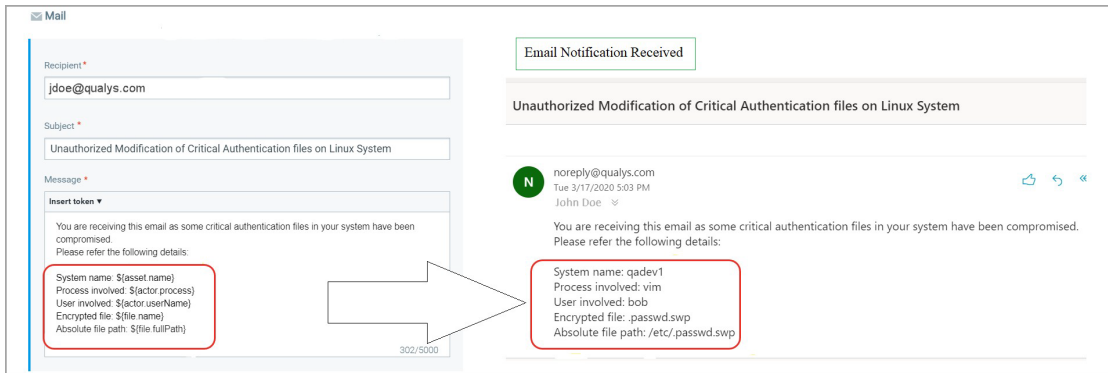 Mail
Recipient*
jdoe@qualys.com
Subject *
Unauthorized Modification of Critical Authentication files on Linux System
Message *
Insert token ▼
You are receiving this email as some critical authentication files in your system have been
compromised.
Please refer the following details:
System name: ${asset.name}
Process involved: ${actor.process}
User involved: ${actor.userName}
Encrypted file: ${file.name}
Absolute file path: ${file.fullPath}
302/5000
Email Notification Received
Unauthorized Modification of Critical Authentication files on Linux System
N
noreply@qualys.com
Tue 3/17/2020 5:03 PM
John Doe
You are receiving this email as some critical authentication files in your system have been compromised.
Please refer the following details:
System name: qadev1
Process involved: vim
User involved: bob
Encrypted file: .passwd.swp
Absolute file path: /etc/.passwd.swp